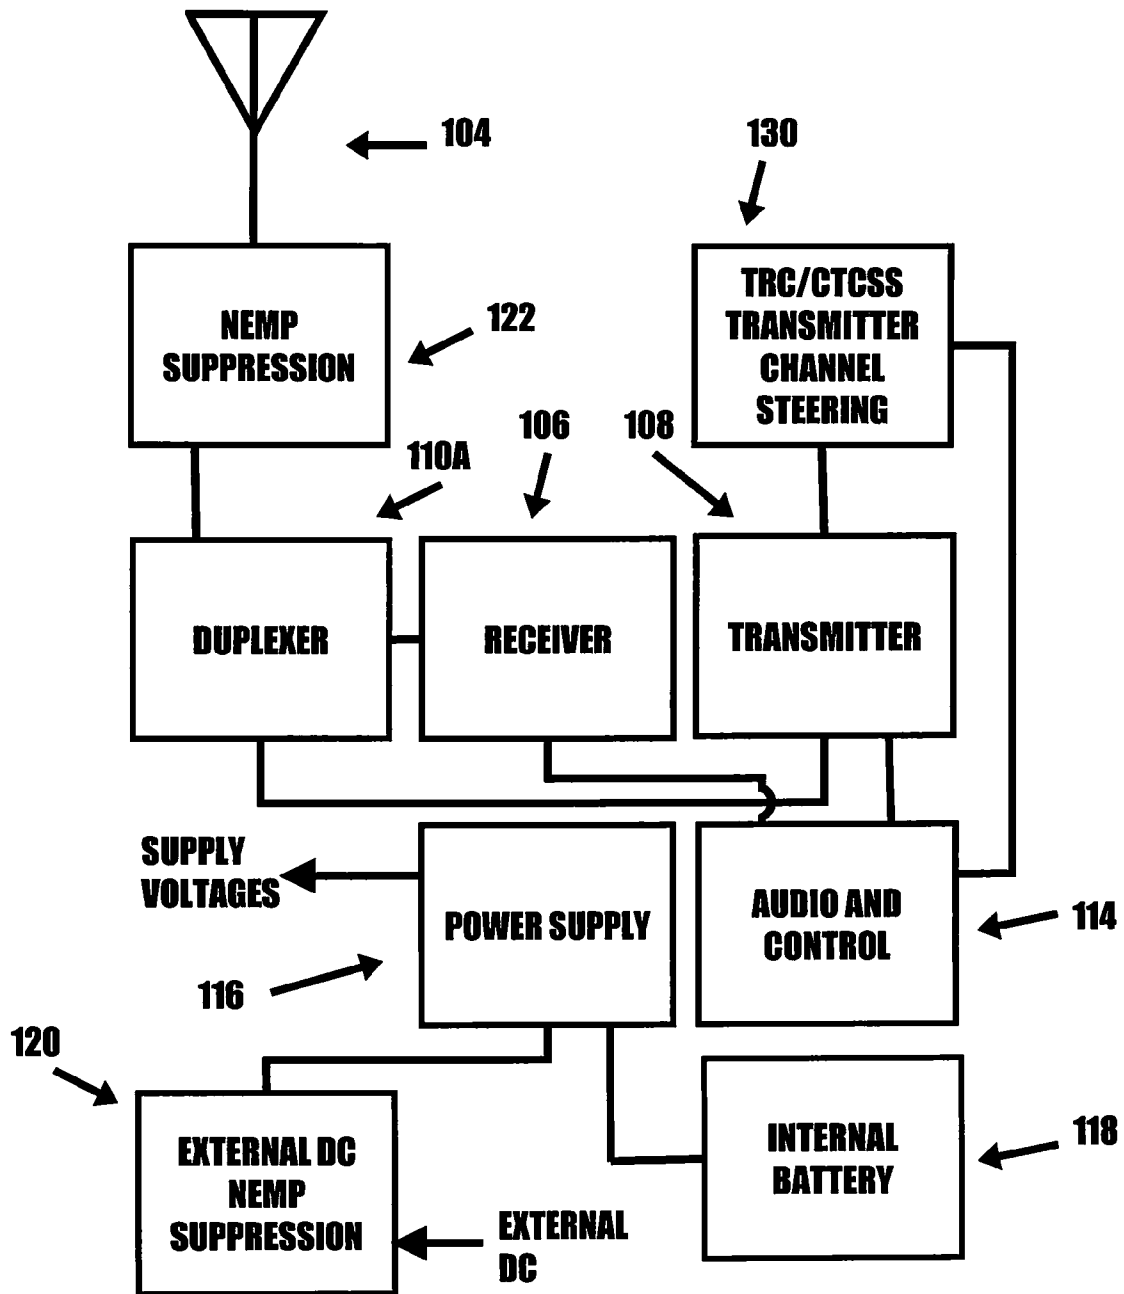 104
130
NEMP
SUPPRESSION
122
TRC/CTCSS
TRANSMITTER
CHANNEL
STEERING
110A
106
108
DUPLEXER
RECEIVER
TRANSMITTER
SUPPLY
VOLTAGES
POWER SUPPLY
AUDIO AND
CONTROL
114
116
120
EXTERNAL DC
NEMP
SUPPRESSION
EXTERNAL
DC
INTERNAL
BATTERY
118